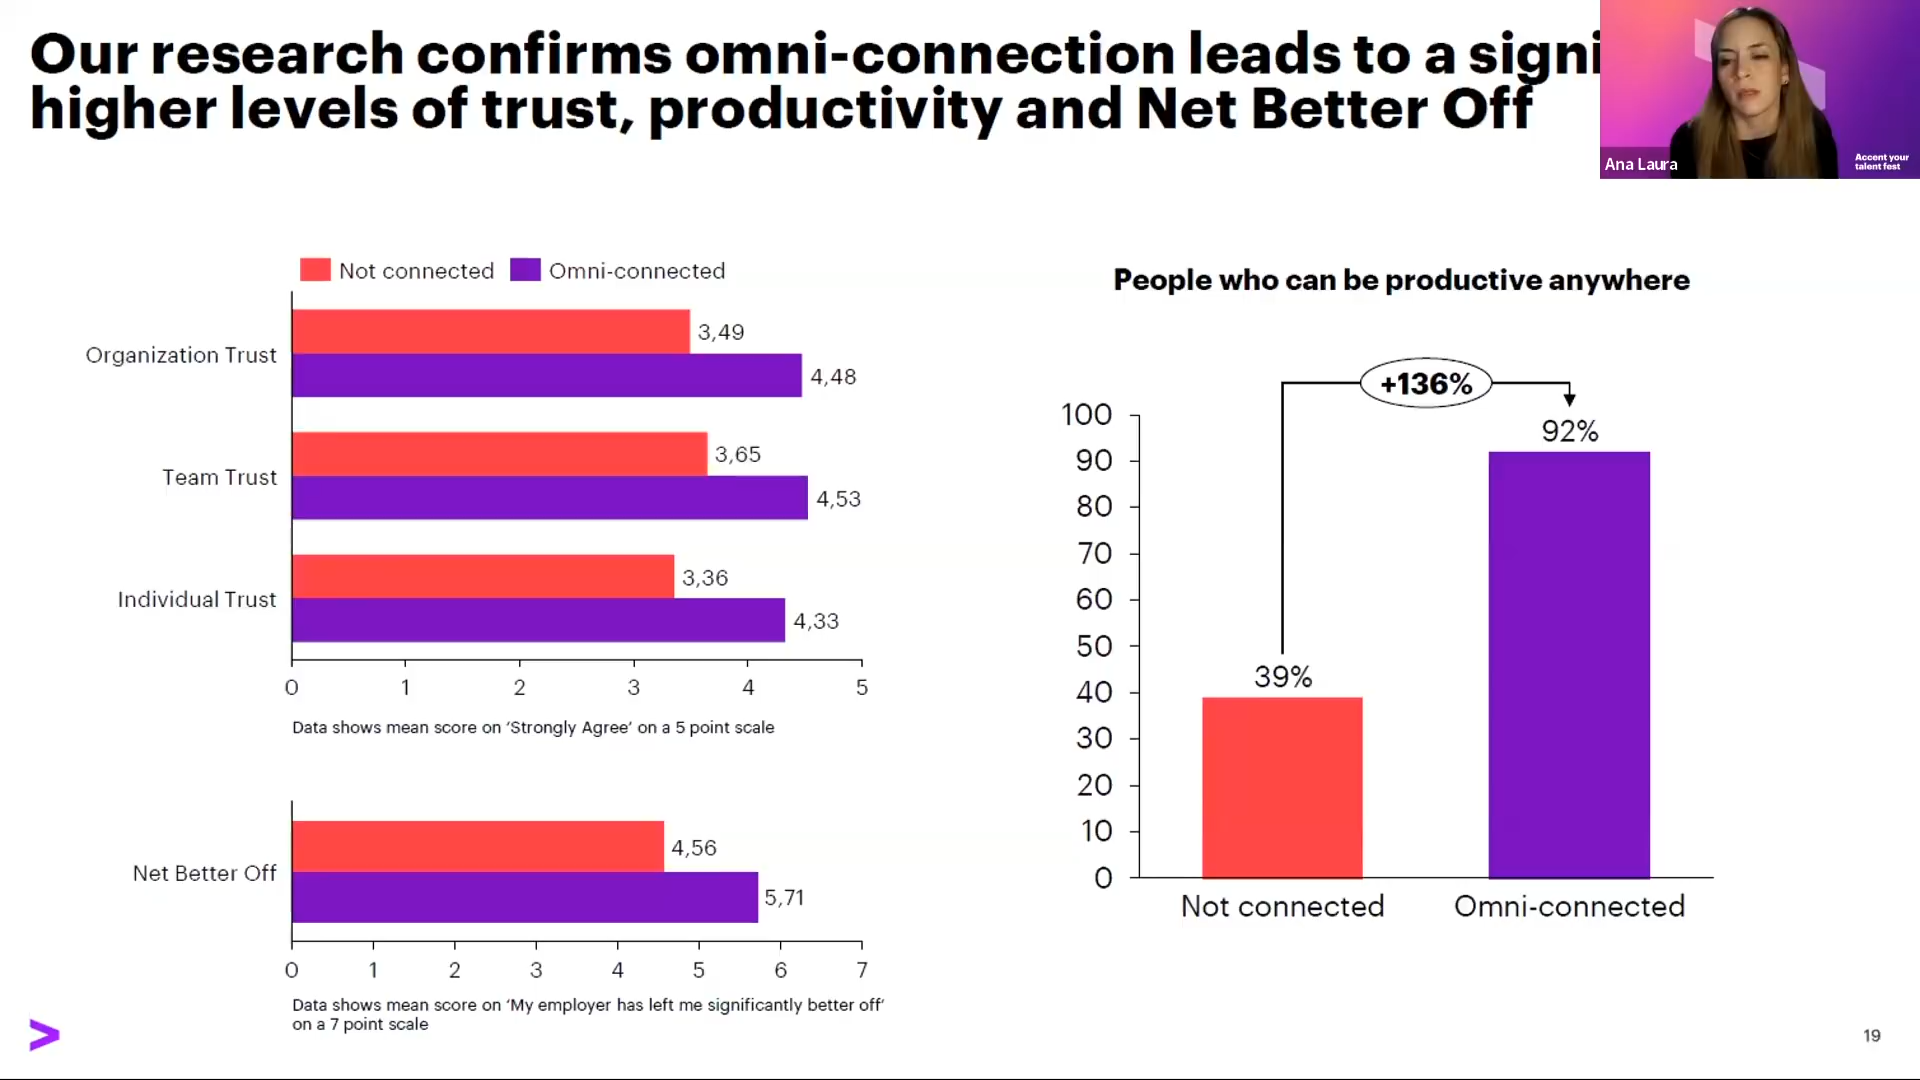 Our research confirms omni-connection leads to a signi
higher levels of trust, productivity and Net Better Off
Ana Laura
Accent your
talent fest
Not connected
Omni-connected
Organization Trust
3,49
4,48
Team Trust
3,65
4,53
Individual Trust
3,36
4,33
0 1 2 3 4 5
Data shows mean score on ‘Strongly Agree’ on a 5 point scale
Net Better Off
4,56
5,71
0 1 2 3 4 5 6 7
Data shows mean score on ‘My employer has left me significantly better off’
on a 7 point scale
People who can be productive anywhere
+136%
100
90
80
70
60
50
40
30
20
10
0
39%
92%
Not connected
Omni-connected
19